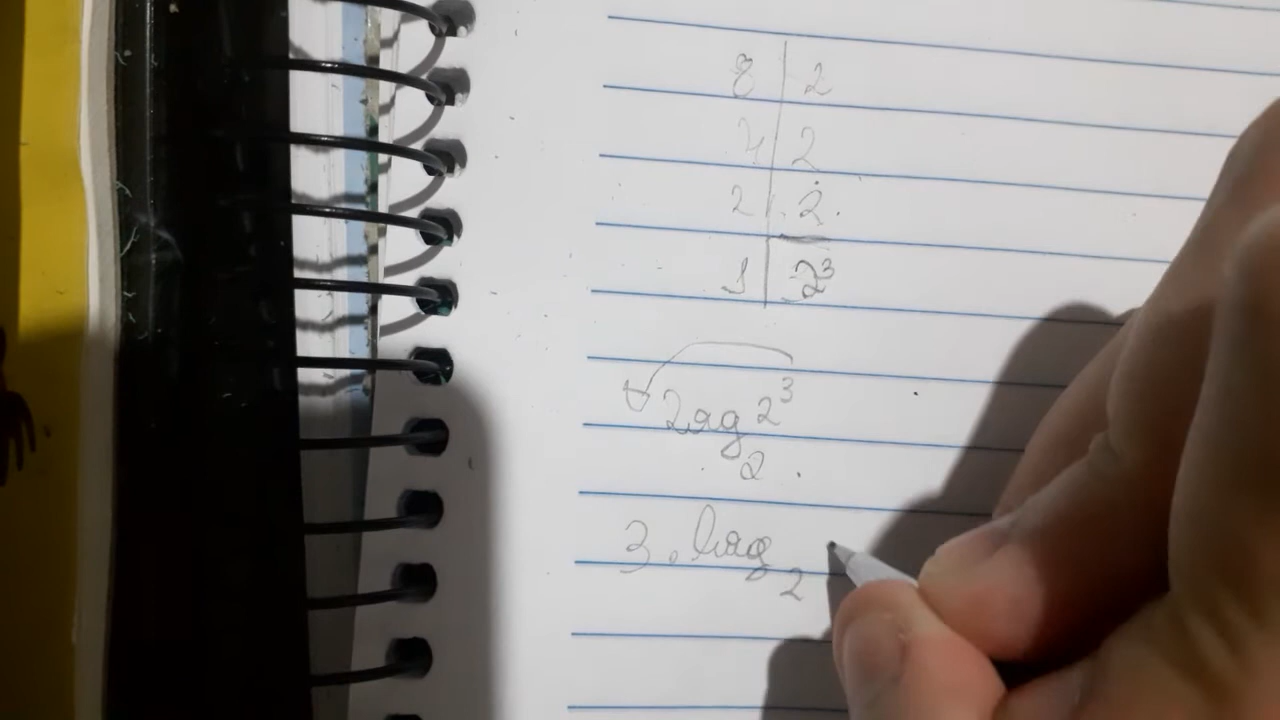 8 | 2
4 | 2
2 | 2
1 | 2³
log₂ 2³
3 . log₂